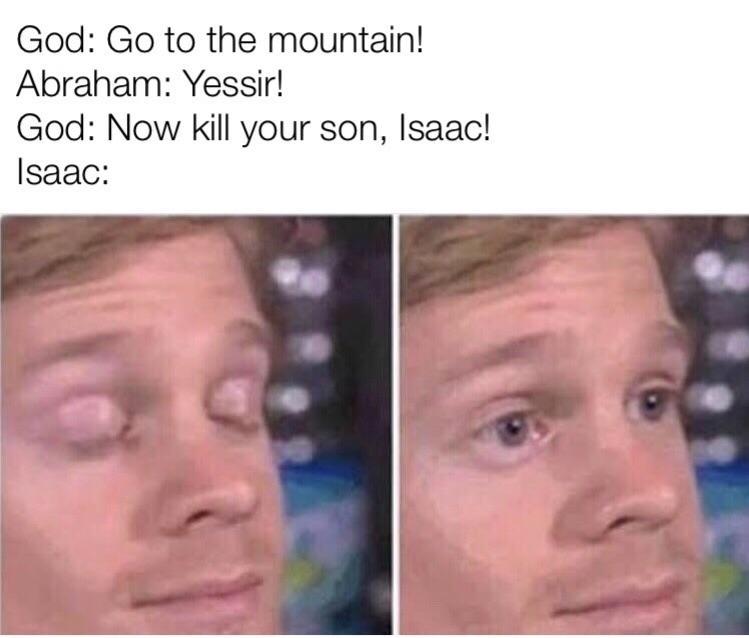 God: Go to the mountain!
Abraham: Yessir!
God: Now kill your son, Isaac!
Isaac: